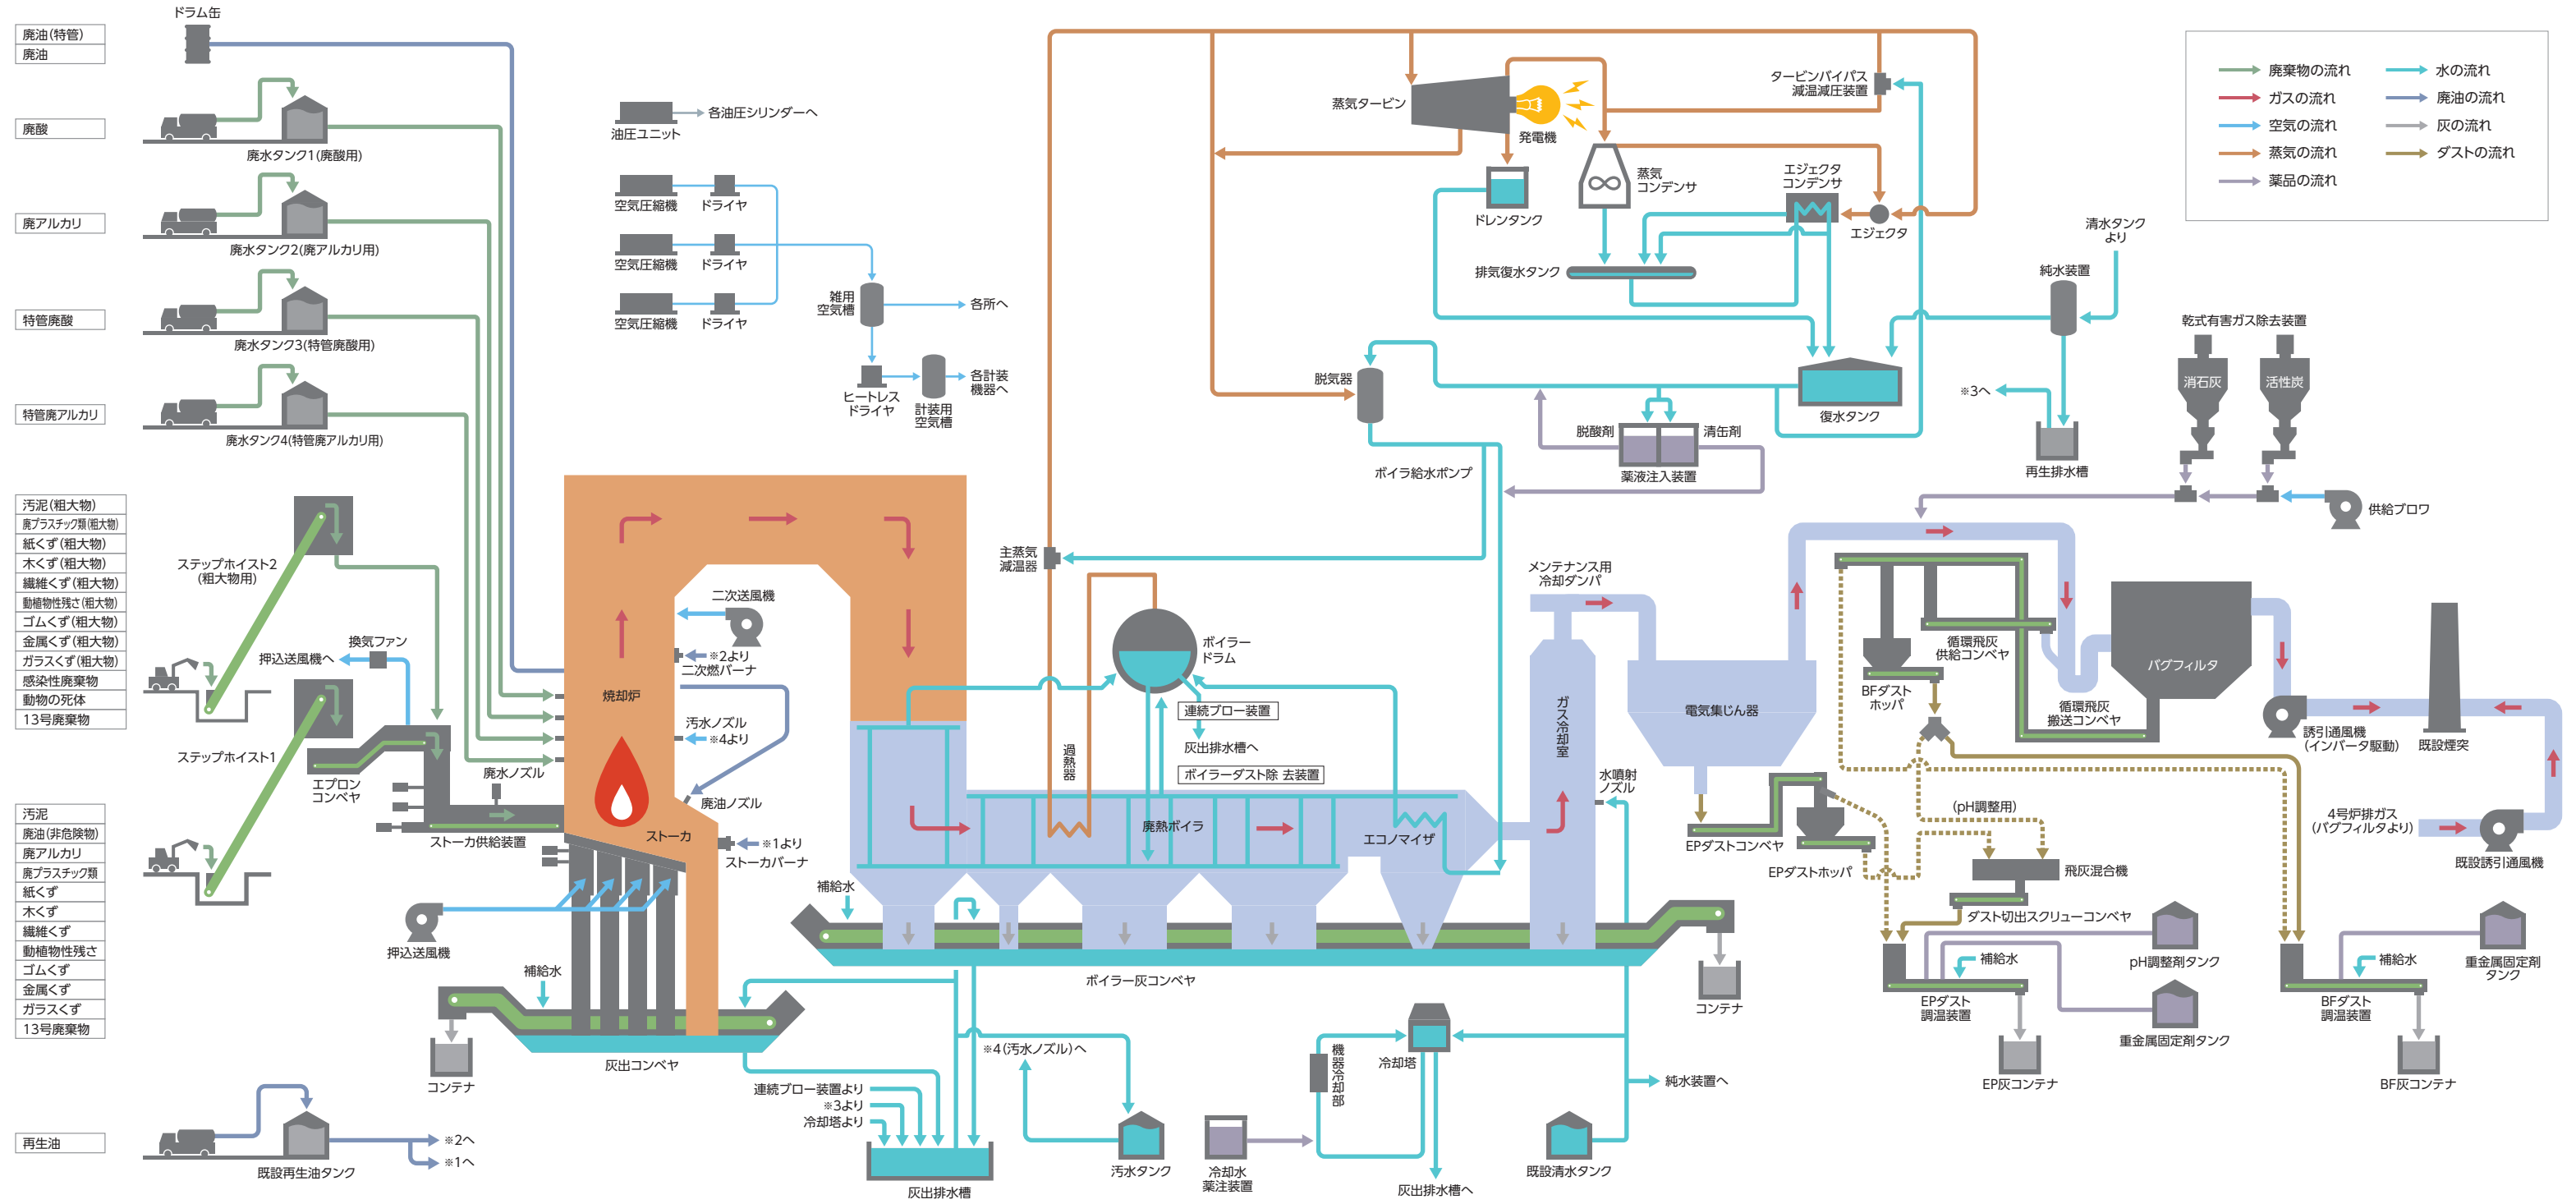 廃油(特管)
廃油
ドラム缶
廃酸
廃水タンク1(廃酸用)
廃アルカリ
廃水タンク2(廃アルカリ用)
特管廃酸
廃水タンク3(特管廃酸用)
特管廃アルカリ
廃水タンク4(特管廃アルカリ用)
汚泥(粗大物)
廃プラスチック類(粗大物)
紙くず(粗大物)
木くず(粗大物)
繊維くず(粗大物)
動植物性残さ(粗大物)
ゴムくず(粗大物)
金属くず(粗大物)
ガラスくず(粗大物)
感染性廃棄物
動物の死体
13号廃棄物
ステップホイスト2
(粗大物用)
ステップホイスト1
汚泥
廃油(非危険物)
廃アルカリ
廃プラスチック類
紙くず
木くず
繊維くず
動植物性残さ
ゴムくず
金属くず
ガラスくず
13号廃棄物
再生油
既設再生油タンク
※2へ
※1へ
換気ファン
押込送風機へ
エプロン
コンベヤ
廃水ノズル
ストーカ供給装置
押込送風機
補給水
コンテナ
灰出コンベヤ
油圧ユニット
各油圧シリンダーへ
空気圧縮機
ドライヤ
空気圧縮機
ドライヤ
空気圧縮機
ドライヤ
雑用
空気槽
各所へ
ヒートレス
ドライヤ
計装用
空気槽
各計装
機器へ
焼却炉
ストーカ
二次送風機
※2より
二次燃バーナ
汚水ノズル
※4より
廃油ノズル
※1より
ストーカバーナ
主蒸気
減温器
過熱器
ボイラー
ドラム
連続ブロー装置
灰出排水槽へ
ボイラーダスト除 去装置
廃熱ボイラ
エコノマイザ
補給水
ボイラー灰コンベヤ
コンテナ
連続ブロー装置より
※3より
冷却塔より
灰出排水槽
※4(汚水ノズル)へ
汚水タンク
冷却水
薬注装置
機器冷却部
冷却塔
灰出排水槽へ
既設清水タンク
純水装置へ
蒸気タービン
発電機
ドレンタンク
タービンバイパス
減温減圧装置
蒸気
コンデンサ
エジェクタ
コンデンサ
エジェクタ
排気復水タンク
脱気器
復水タンク
脱酸剤
清缶剤
薬液注入装置
ボイラ給水ポンプ
清水タンク
より
純水装置
※3へ
再生排水槽
廃棄物の流れ
ガスの流れ
空気の流れ
蒸気の流れ
薬品の流れ
水の流れ
廃油の流れ
灰の流れ
ダストの流れ
乾式有害ガス除去装置
消石灰
活性炭
供給ブロワ
メンテナンス用
冷却ダンパ
ガス冷却室
水噴射
ノズル
電気集じん器
EPダストコンベヤ
EPダストホッパ
循環飛灰
供給コンベヤ
BFダスト
ホッパ
循環飛灰
搬送コンベヤ
バグフィルタ
誘引通風機
(インバータ駆動)
既設煙突
4号炉排ガス
(バグフィルタより)
既設誘引通風機
(pH調整用)
飛灰混合機
ダスト切出スクリューコンベヤ
補給水
pH調整剤タンク
EPダスト
調温装置
重金属固定剤タンク
EP灰コンテナ
補給水
重金属固定剤
タンク
BFダスト
調温装置
BF灰コンテナ